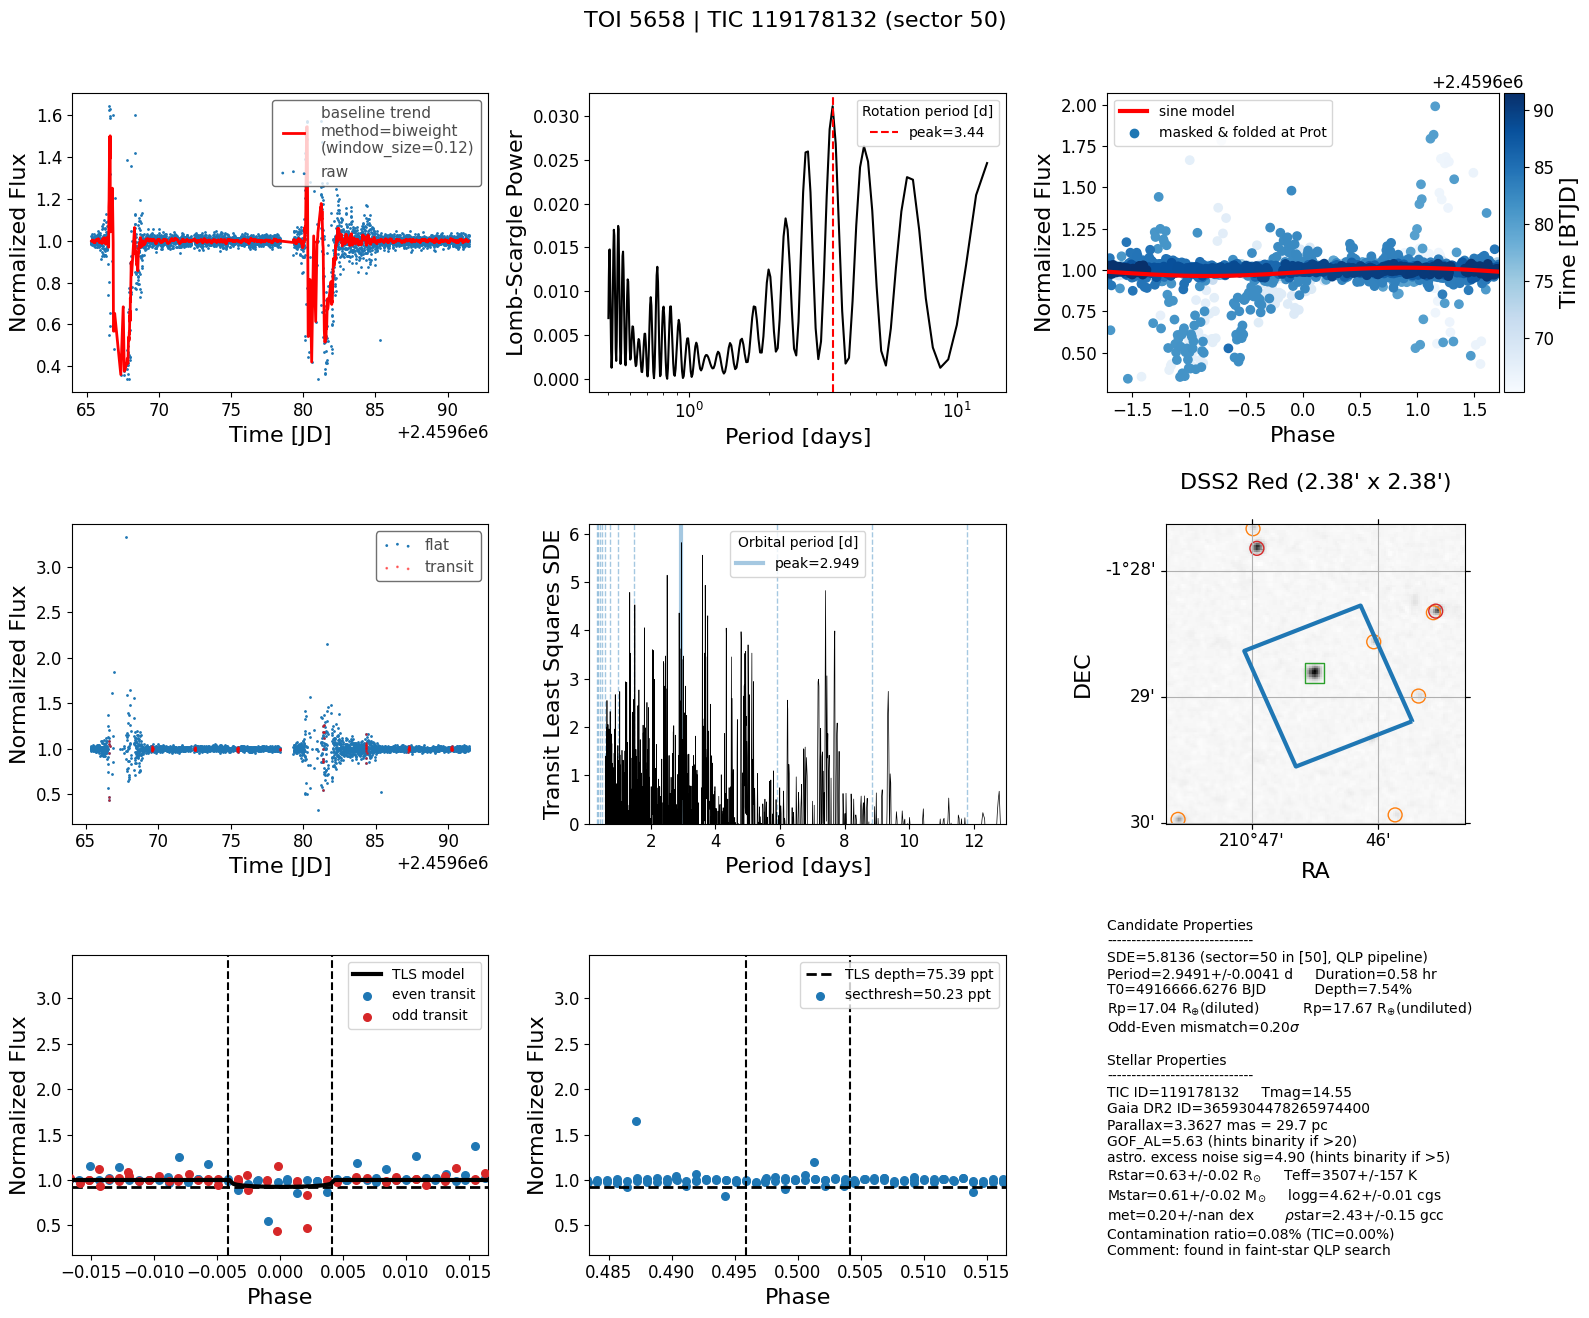 TOI 5658 | TIC 119178132 (sector 50)
Normalized Flux
1.6
1.4
1.2
1.0
0.8
0.6
0.4
baseline trend
method=biweight
(window_size=0.12)
raw
65 70 75 80 85 90
Time [JD]
+2.4596e6
Lomb-Scargle Power
0.030
0.025
0.020
0.015
0.010
0.005
0.000
Rotation period [d]
peak=3.44
10⁰ 10¹
Period [days]
+2.4596e6
Normalized Flux
2.00
1.75
1.50
1.25
1.00
0.75
0.50
sine model
masked & folded at Prot
−1.5 −1.0 −0.5 0.0 0.5 1.0 1.5
Phase
90
85
80
75
70
Time [BTJD]
Normalized Flux
3.0
2.5
2.0
1.5
1.0
0.5
flat
transit
65 70 75 80 85 90
Time [JD]
+2.4596e6
Transit Least Squares SDE
6
5
4
3
2
1
0
Orbital period [d]
peak=2.949
2 4 6 8 10 12
Period [days]
DSS2 Red (2.38' x 2.38')
DEC
-1°28'
29'
30'
210°47' 46'
RA
Normalized Flux
3.0
2.5
2.0
1.5
1.0
0.5
TLS model
even transit
odd transit
−0.015 −0.010 −0.005 0.000 0.005 0.010 0.015
Phase
Normalized Flux
3.0
2.5
2.0
1.5
1.0
0.5
TLS depth=75.39 ppt
secthresh=50.23 ppt
0.485 0.490 0.495 0.500 0.505 0.510 0.515
Phase
Candidate Properties
-------------------------------
SDE=5.8136 (sector=50 in [50], QLP pipeline)
Period=2.9491+/-0.0041 d Duration=0.58 hr
T0=4916666.6276 BJD Depth=7.54%
Rp=17.04 R⊕(diluted) Rp=17.67 R⊕(undiluted)
Odd-Even mismatch=0.20σ
Stellar Properties
-------------------------------
TIC ID=119178132 Tmag=14.55
Gaia DR2 ID=3659304478265974400
Parallax=3.3627 mas = 29.7 pc
GOF_AL=5.63 (hints binarity if >20)
astro. excess noise sig=4.90 (hints binarity if >5)
Rstar=0.63+/-0.02 R⊙ Teff=3507+/-157 K
Mstar=0.61+/-0.02 M⊙ logg=4.62+/-0.01 cgs
met=0.20+/-nan dex ρstar=2.43+/-0.15 gcc
Contamination ratio=0.08% (TIC=0.00%)
Comment: found in faint-star QLP search